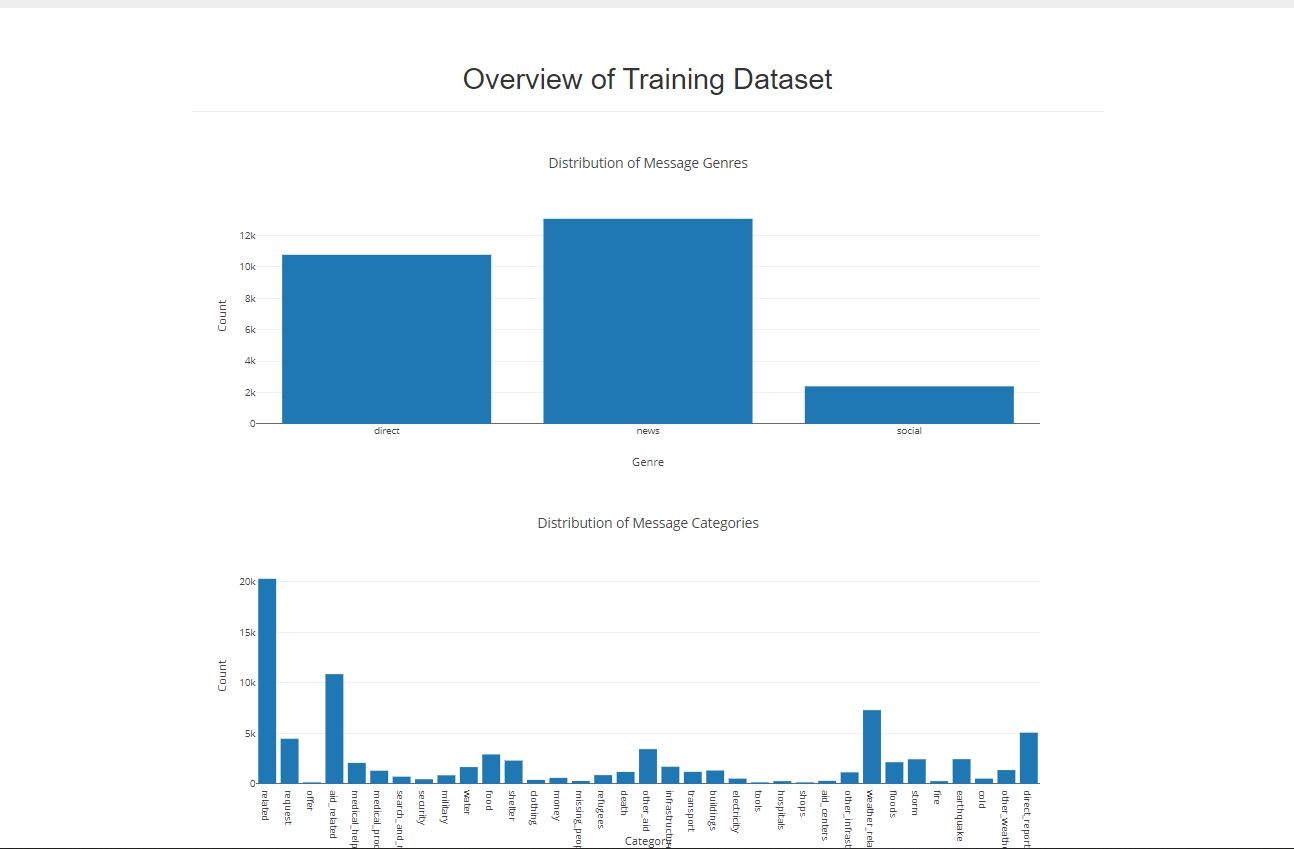 Overview of Training Dataset
Distribution of Message Genres
12k
10k
8k
6k
4k
2k
0
Count
direct
news
social
Genre
Distribution of Message Categories
20k
15k
10k
5k
0
Count
related
request
offer
aid_related
medical_help
medical_prod
search_and_
security
military
water
food
shelter
clothing
money
missing_peop
refugees
death
other_aid
infrastructure
transport
buildings
electricity
tools
hospitals
shops
aid_centers
other_infrast
weather_rela
floods
storm
fire
earthquake
cold
other_weath
direct_report
Category